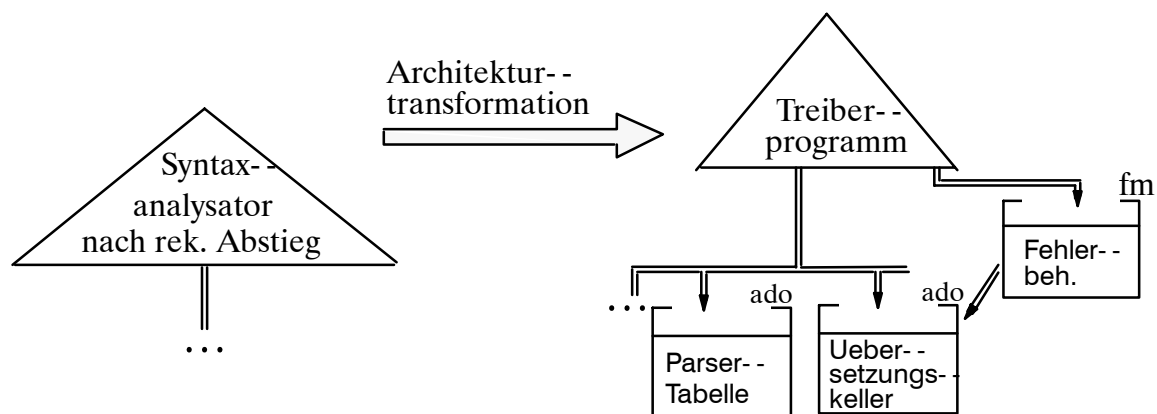 Syntax--
analysator
nach rek. Abstieg
...
Architektur--
transformation
Treiber--
programm
fm
Fehler--
beh.
...
ado
Parser--
Tabelle
ado
Ueber--
setzungs--
keller